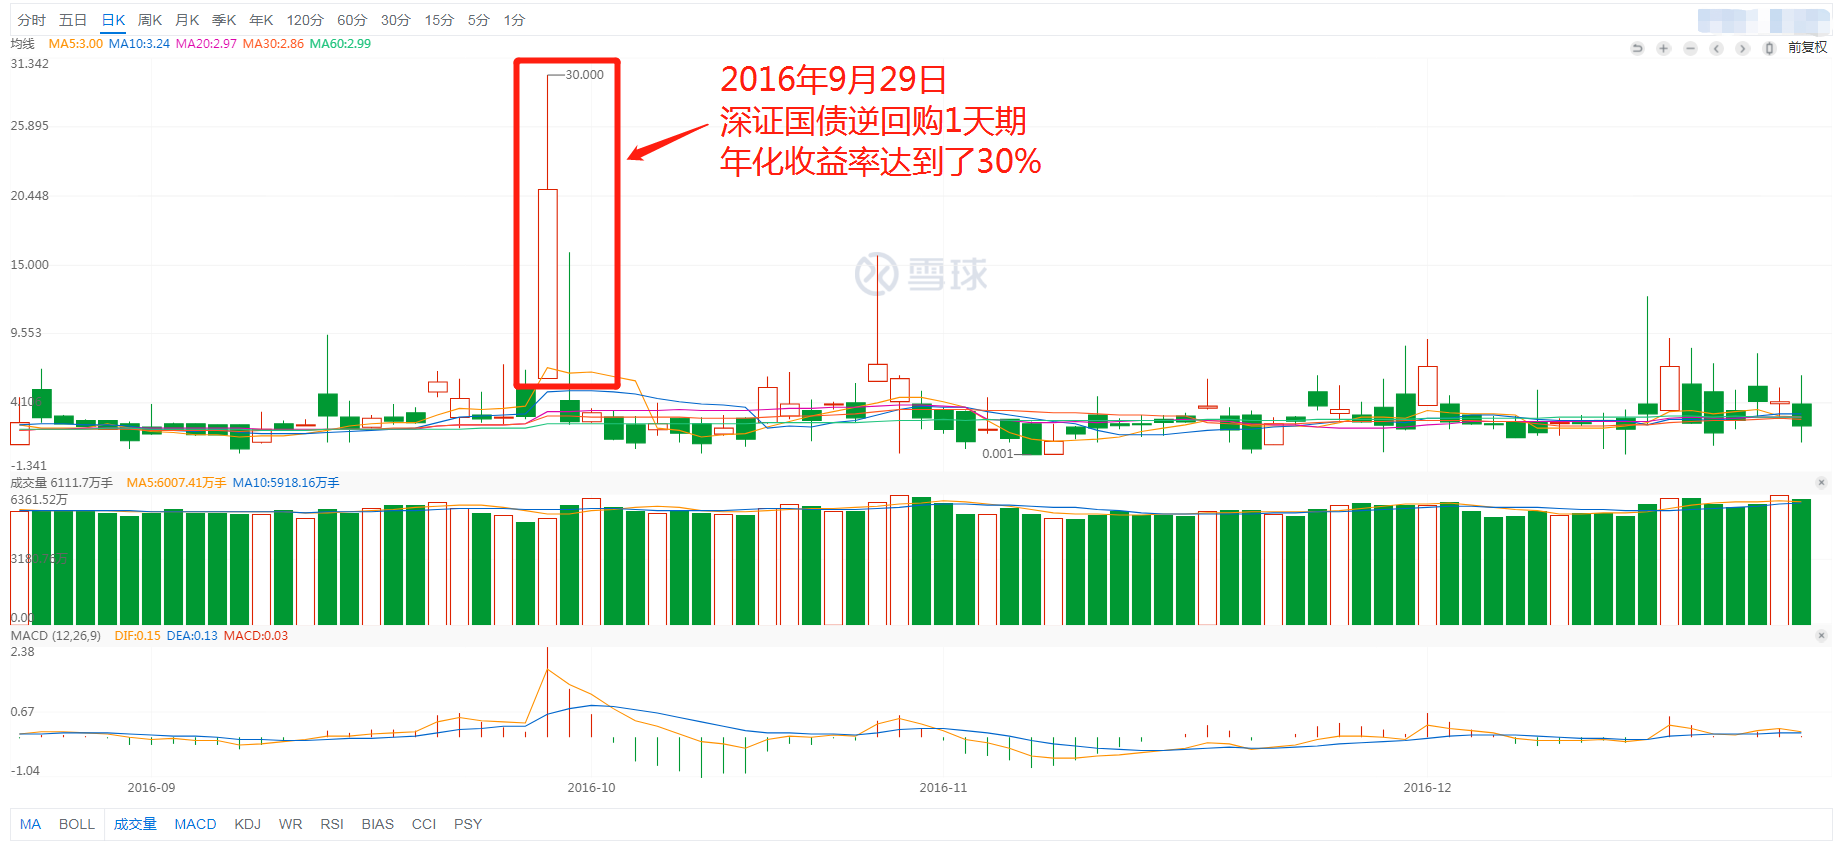 分时 五日 日K 周K 月K 季K 年K 120分 60分 30分 15分 5分 1分
均线 MA5:3.00 MA10:3.24 MA20:2.97 MA30:2.86 MA60:2.99
前复权
31.342
30.000
2016年9月29日
深证国债逆回购1天期
年化收益率达到了30%
25.895
20.448
15.000
雪球
9.553
0.001
-1.341
成交量 6111.7万手 MA5:6007.41万手 MA10:5918.16万手
6361.52万
MACD (12,26,9) DIF:0.15 DEA:0.13 MACD:0.03
2.38
0.67
-1.04
2016-09 2016-10 2016-11 2016-12
MA BOLL 成交量 MACD KDJ WR RSI BIAS CCI PSY